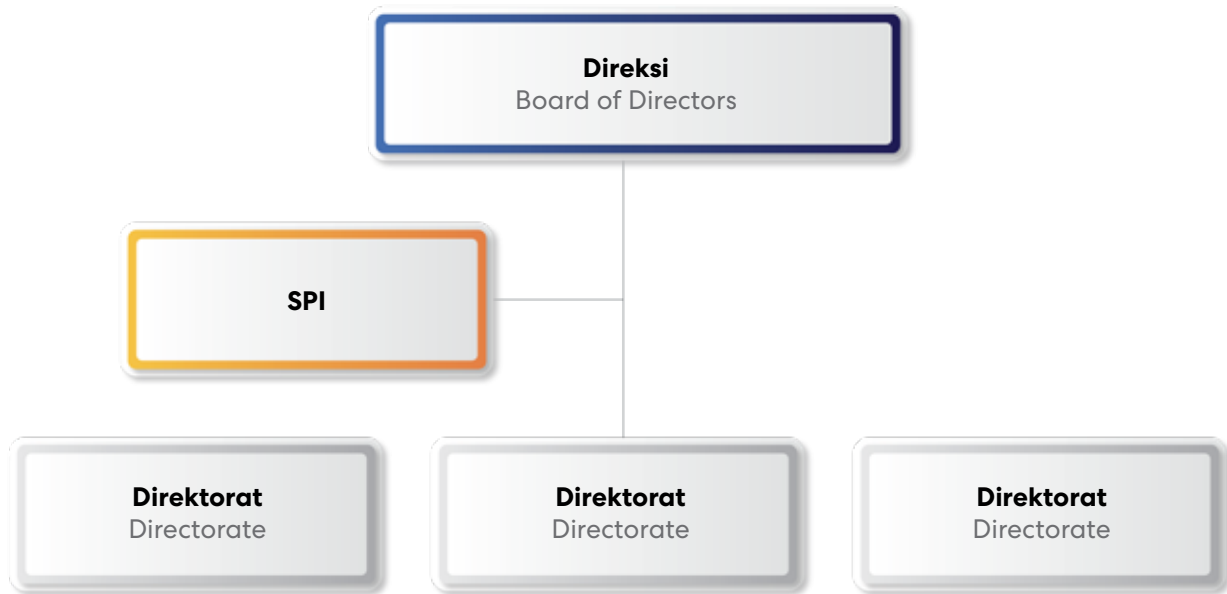 Direksi
Board of Directors
SPI
Direktorat
Directorate
Direktorat
Directorate
Direktorat
Directorate